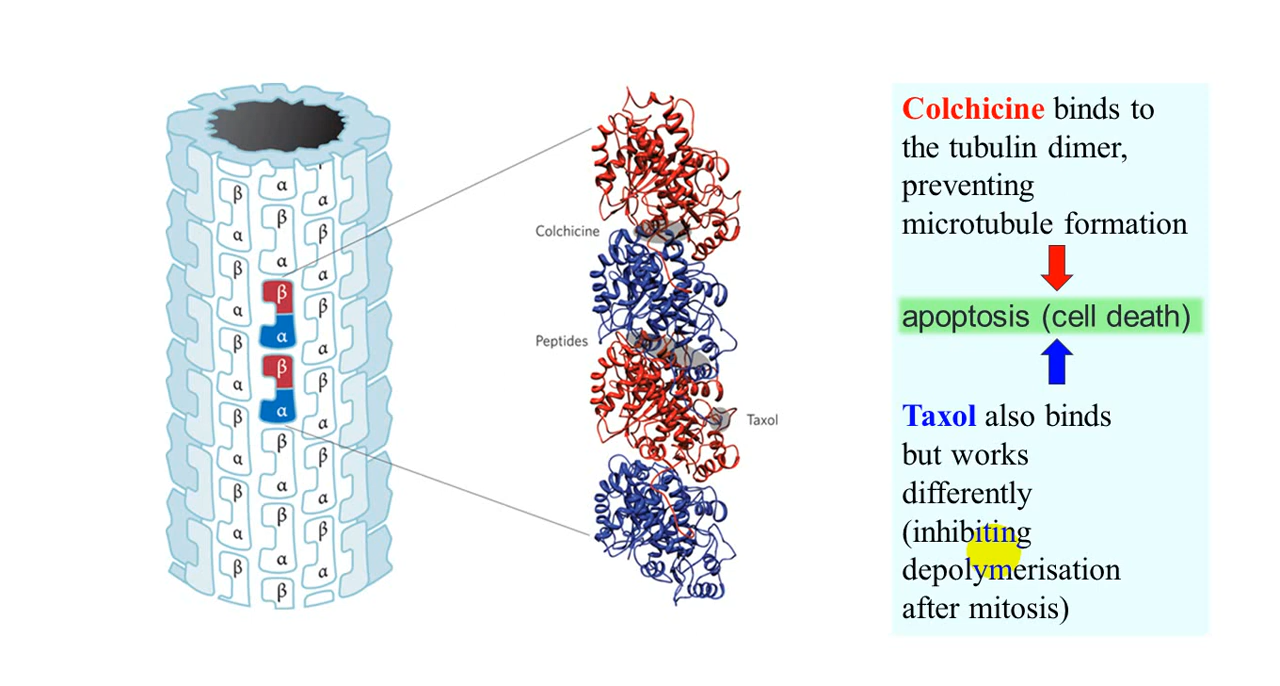 β
α
β
α
β
α
β
α
β
α
β
α
β
α
β
α
β
α
β
α
β
α
β
α
β
α
β
α
β
α
β
α
β
α
Colchicine
Peptides
Taxol
Colchicine binds to
the tubulin dimer,
preventing
microtubule formation
apoptosis (cell death)
Taxol also binds
but works
differently
(inhibiting
depolymerisation
after mitosis)